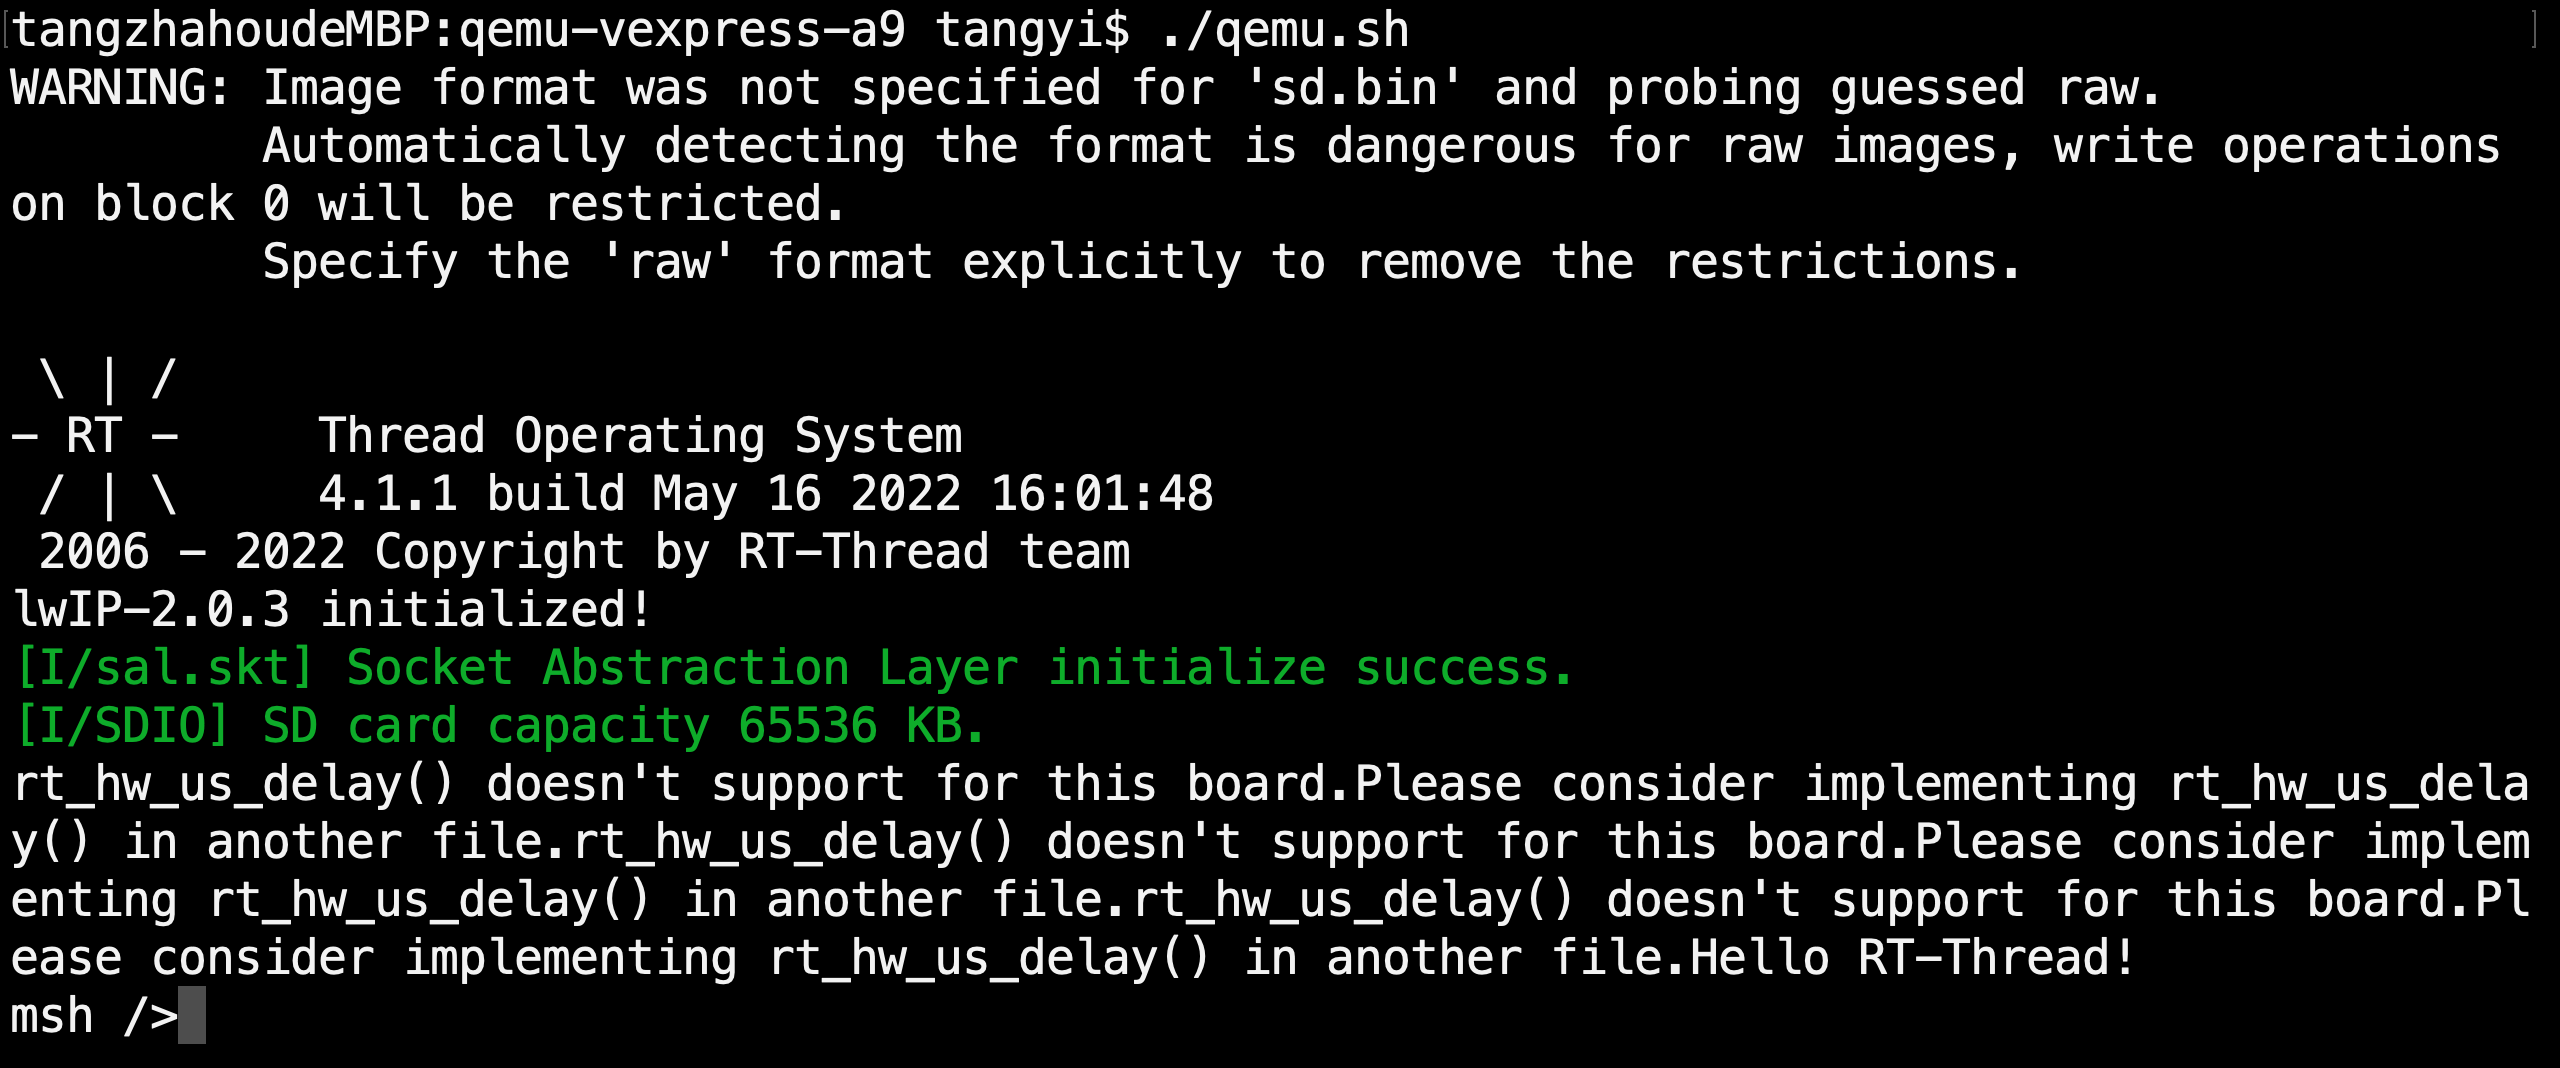 tangzhahoudeMBP:qemu-vexpress-a9 tangyi$ ./qemu.sh
WARNING: Image format was not specified for 'sd.bin' and probing guessed raw.
         Automatically detecting the format is dangerous for raw images, write operations
on block 0 will be restricted.
         Specify the 'raw' format explicitly to remove the restrictions.

 \ | /
- RT -     Thread Operating System
 / | \     4.1.1 build May 16 2022 16:01:48
 2006 - 2022 Copyright by RT-Thread team
lwIP-2.0.3 initialized!
[I/sal.skt] Socket Abstraction Layer initialize success.
[I/SDIO] SD card capacity 65536 KB.
rt_hw_us_delay() doesn't support for this board.Please consider implementing rt_hw_us_dela
y() in another file.rt_hw_us_delay() doesn't support for this board.Please consider implem
enting rt_hw_us_delay() in another file.rt_hw_us_delay() doesn't support for this board.Pl
ease consider implementing rt_hw_us_delay() in another file.Hello RT-Thread!
msh />